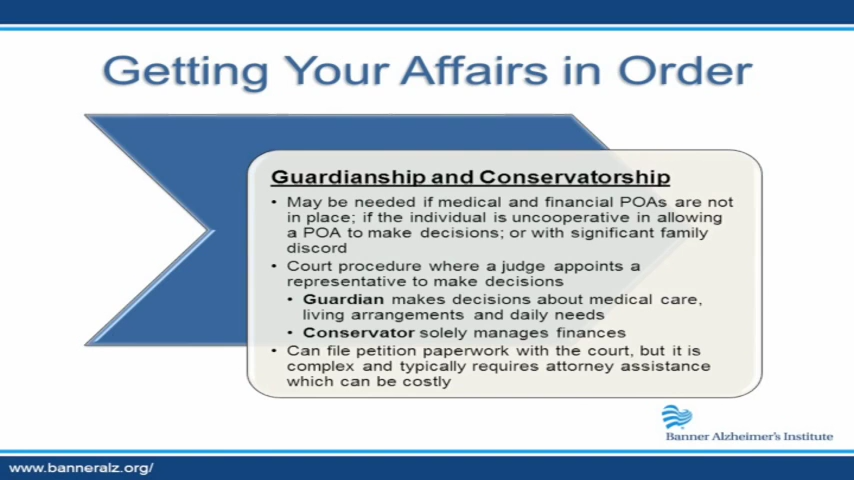 Getting Your Affairs in Order
Guardianship and Conservatorship
• May be needed if medical and financial POAs are not
in place; if the individual is uncooperative in allowing
a POA to make decisions; or with significant family
discord
• Court procedure where a judge appoints a
representative to make decisions
• Guardian makes decisions about medical care,
living arrangements and daily needs
• Conservator solely manages finances
• Can file petition paperwork with the court, but it is
complex and typically requires attorney assistance
which can be costly
Banner Alzheimer's Institute
www.banneralz.org/